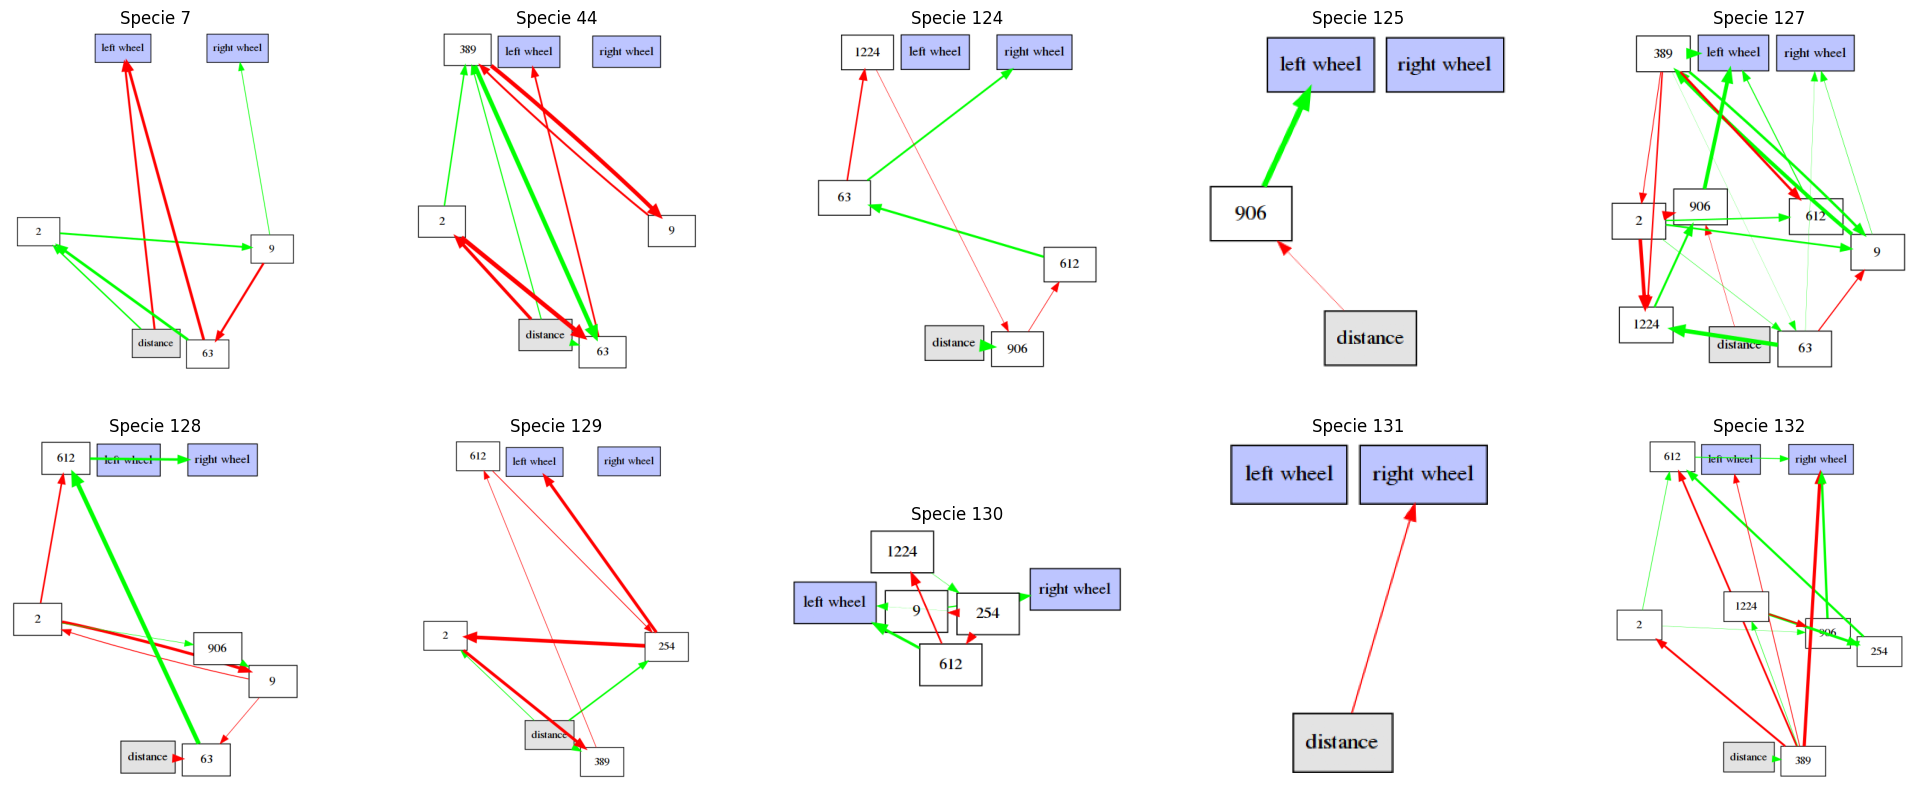 Specie 7
left wheel
right wheel
2
9
distance
63
Specie 44
389
left wheel
right wheel
2
9
distance
63
Specie 124
1224
left wheel
right wheel
63
612
distance
906
Specie 125
left wheel
right wheel
906
distance
Specie 127
389
left wheel
right wheel
906
2
612
9
1224
distance
63
Specie 128
612
left wheel
right wheel
2
906
9
distance
63
Specie 129
612
left wheel
right wheel
2
254
distance
389
Specie 130
1224
left wheel
9
254
right wheel
612
Specie 131
left wheel
right wheel
distance
Specie 132
612
left wheel
right wheel
1224
2
906
254
distance
389